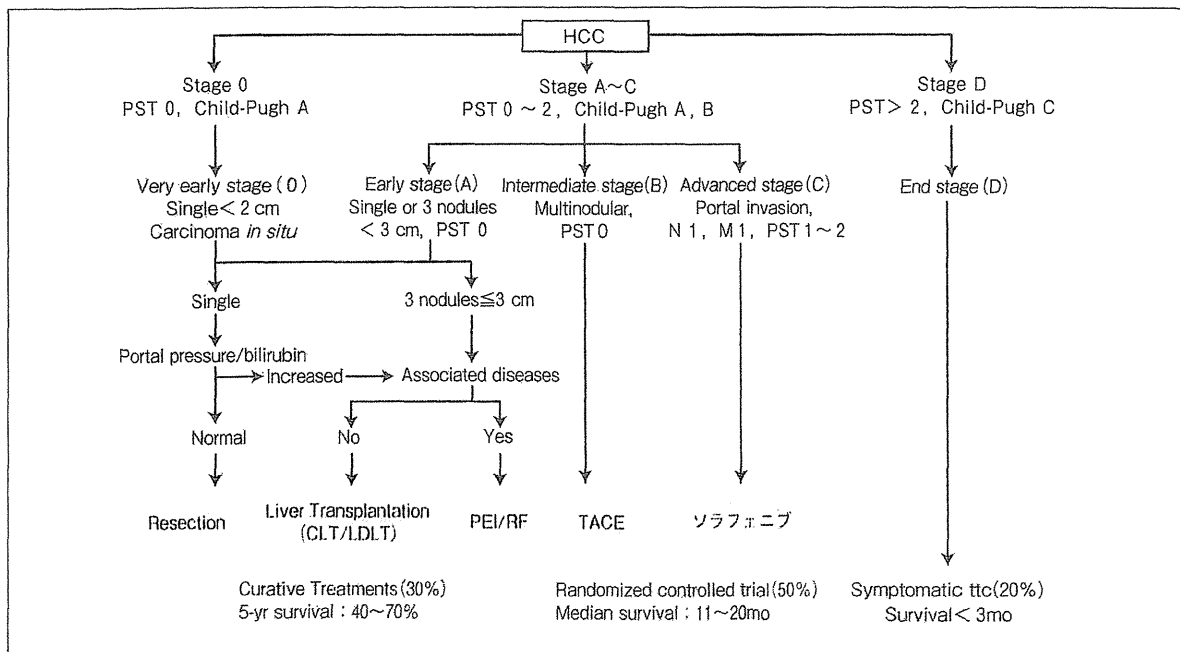 HCC
Stage 0
PST 0, Child-Pugh A
Stage A~C
PST 0 ~ 2, Child-Pugh A, B
Stage D
PST> 2, Child-Pugh C
Very early stage(0)
Single< 2 cm
Carcinoma in situ
Early stage(A)
Single or 3 nodules
< 3 cm, PST 0
Intermediate stage(B)
Multinodular,
PST 0
Advanced stage(C)
Portal invasion,
N 1, M 1, PST 1~2
End stage(D)
Single
3 nodules≦3 cm
Portal pressure/bilirubin
Increased
Associated diseases
Normal
No
Yes
Resection
Liver Transplantation
(CLT/LDLT)
PEI/RF
TACE
ソラフェニブ
Curative Treatments(30%)
5-yr survival : 40~70%
Randomized controlled trial(50%)
Median survival : 11~20mo
Symptomatic ttc(20%)
Survival< 3mo